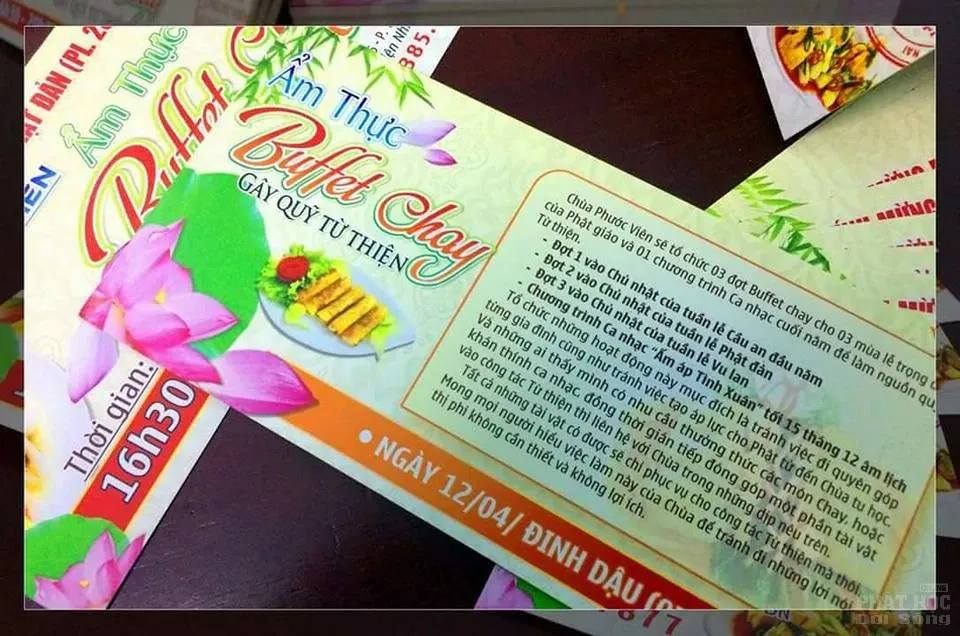 Ẩm Thực
Buffet Chay
GÂY QUỸ TỪ THIỆN
Chùa Phước Viên sẽ tổ chức 03 đợt Buffet chay cho 03 mùa lễ trọng
của Phật giáo và 01 chương trình Ca nhạc cuối năm để làm nguồn quỹ
Từ thiện.
- Đợt 1 vào Chủ nhật của tuần lễ Cầu an đầu năm
- Đợt 2 vào Chủ nhật của tuần lễ Phật đản
- Đợt 3 vào Chủ nhật của tuần lễ Vu lan
- Chương trình Ca nhạc "Ấm áp Tình Xuân" tối 15 tháng 12 âm lịch
Tổ chức những hoạt động này mục đích là tránh việc đi quyên góp
từng gia đình cũng như tránh việc tạo áp lực cho Phật tử đến Chùa tu học.
Và những ai thấy mình có nhu cầu thưởng thức các món Chay, hoặc
khán thính ca nhạc, đồng thời gián tiếp đóng góp một phần tài vật
vào công tác Từ thiện thì liên hệ với Chùa trong những dịp nêu trên.
Tất cả những tài vật có được sẽ chi phục vụ cho công tác Từ thiện mà thôi,
Mong mọi người hiểu việc làm này của Chùa để tránh đi những lời nói
thị phi không cần thiết và không lợi ích.
• NGÀY 12/04/ ĐINH DẬU
Ẩm Thực
Buffet
ĐẢN (PL.
Thời gian:
16h30
885.
8/7
ONLINE
PHẬT HỌC
Đời Sống